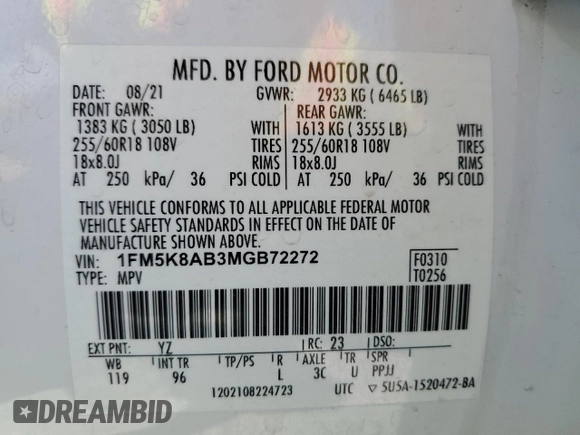 MFD. BY FORD MOTOR CO.
DATE: 08/21 GVWR: 2933 KG ( 6465 LB)
FRONT GAWR: REAR GAWR:
1383 KG ( 3050 LB) WITH 1613 KG ( 3555 LB) WITH
255/60R18 108V TIRES 255/60R18 108V TIRES
18x8.0J RIMS 18x8.0J RIMS
AT 250 kPa/ 36 PSI COLD AT 250 kPa/ 36 PSI COLD
THIS VEHICLE CONFORMS TO ALL APPLICABLE FEDERAL MOTOR
VEHICLE SAFETY STANDARDS IN EFFECT ON THE DATE OF
MANUFACTURE SHOWN ABOVE.
VIN: 1FM5K8AB3MGB72272 F0310
TYPE: MPV T0256
EXT PNT: YZ RC: 23 DSO:
WB INT TR TP/PS R AXLE TR SPR
119 96 L 3C U PPJJ
1202108224723 UTC ▽ 5U5A-1520472-BA
DREAMBID